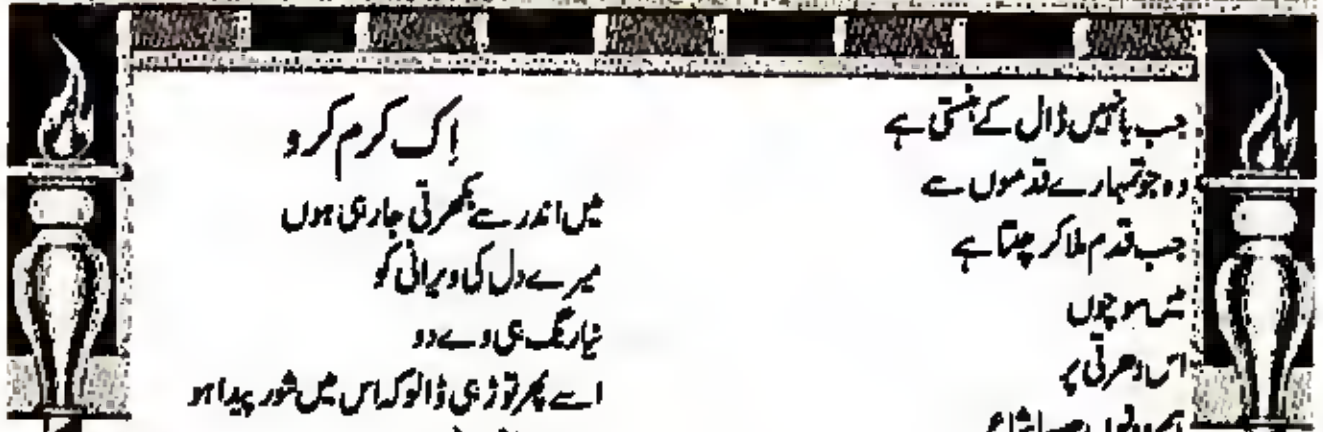 جب بانہیں ڈال کے ہنستی ہے
وہ جو تمہارے قدموں سے
جب قدم ملا کر چلتا ہے
میں سوچوں
اس دھرتی پر
اِک کرم کرو
میں اندر سے بکھرتی جا رہی ہوں
میرے دل کی ویرانی کو
نیا رنگ ہی دے دو
اسے پھر توڑ ہی ڈالو کہ اس میں شور پیدا ہو